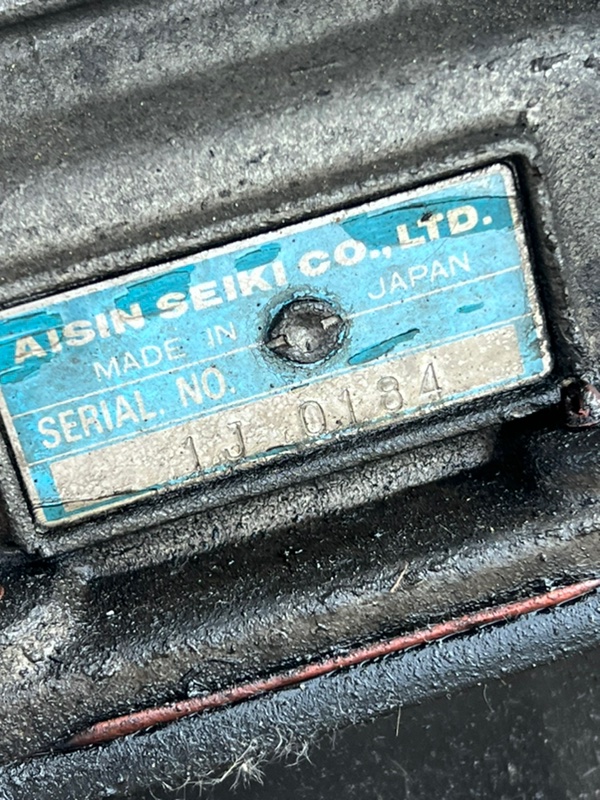 AISIN SEIKI CO., LTD.
MADE IN JAPAN
SERIAL. NO.
1J 0184